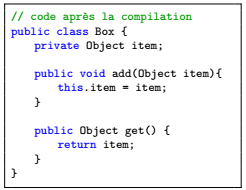 // code après la compilation
public class Box {
    private Object item;

    public void add(Object item){
        this.item = item;
    }

    public Object get() {
        return item;
    }
}